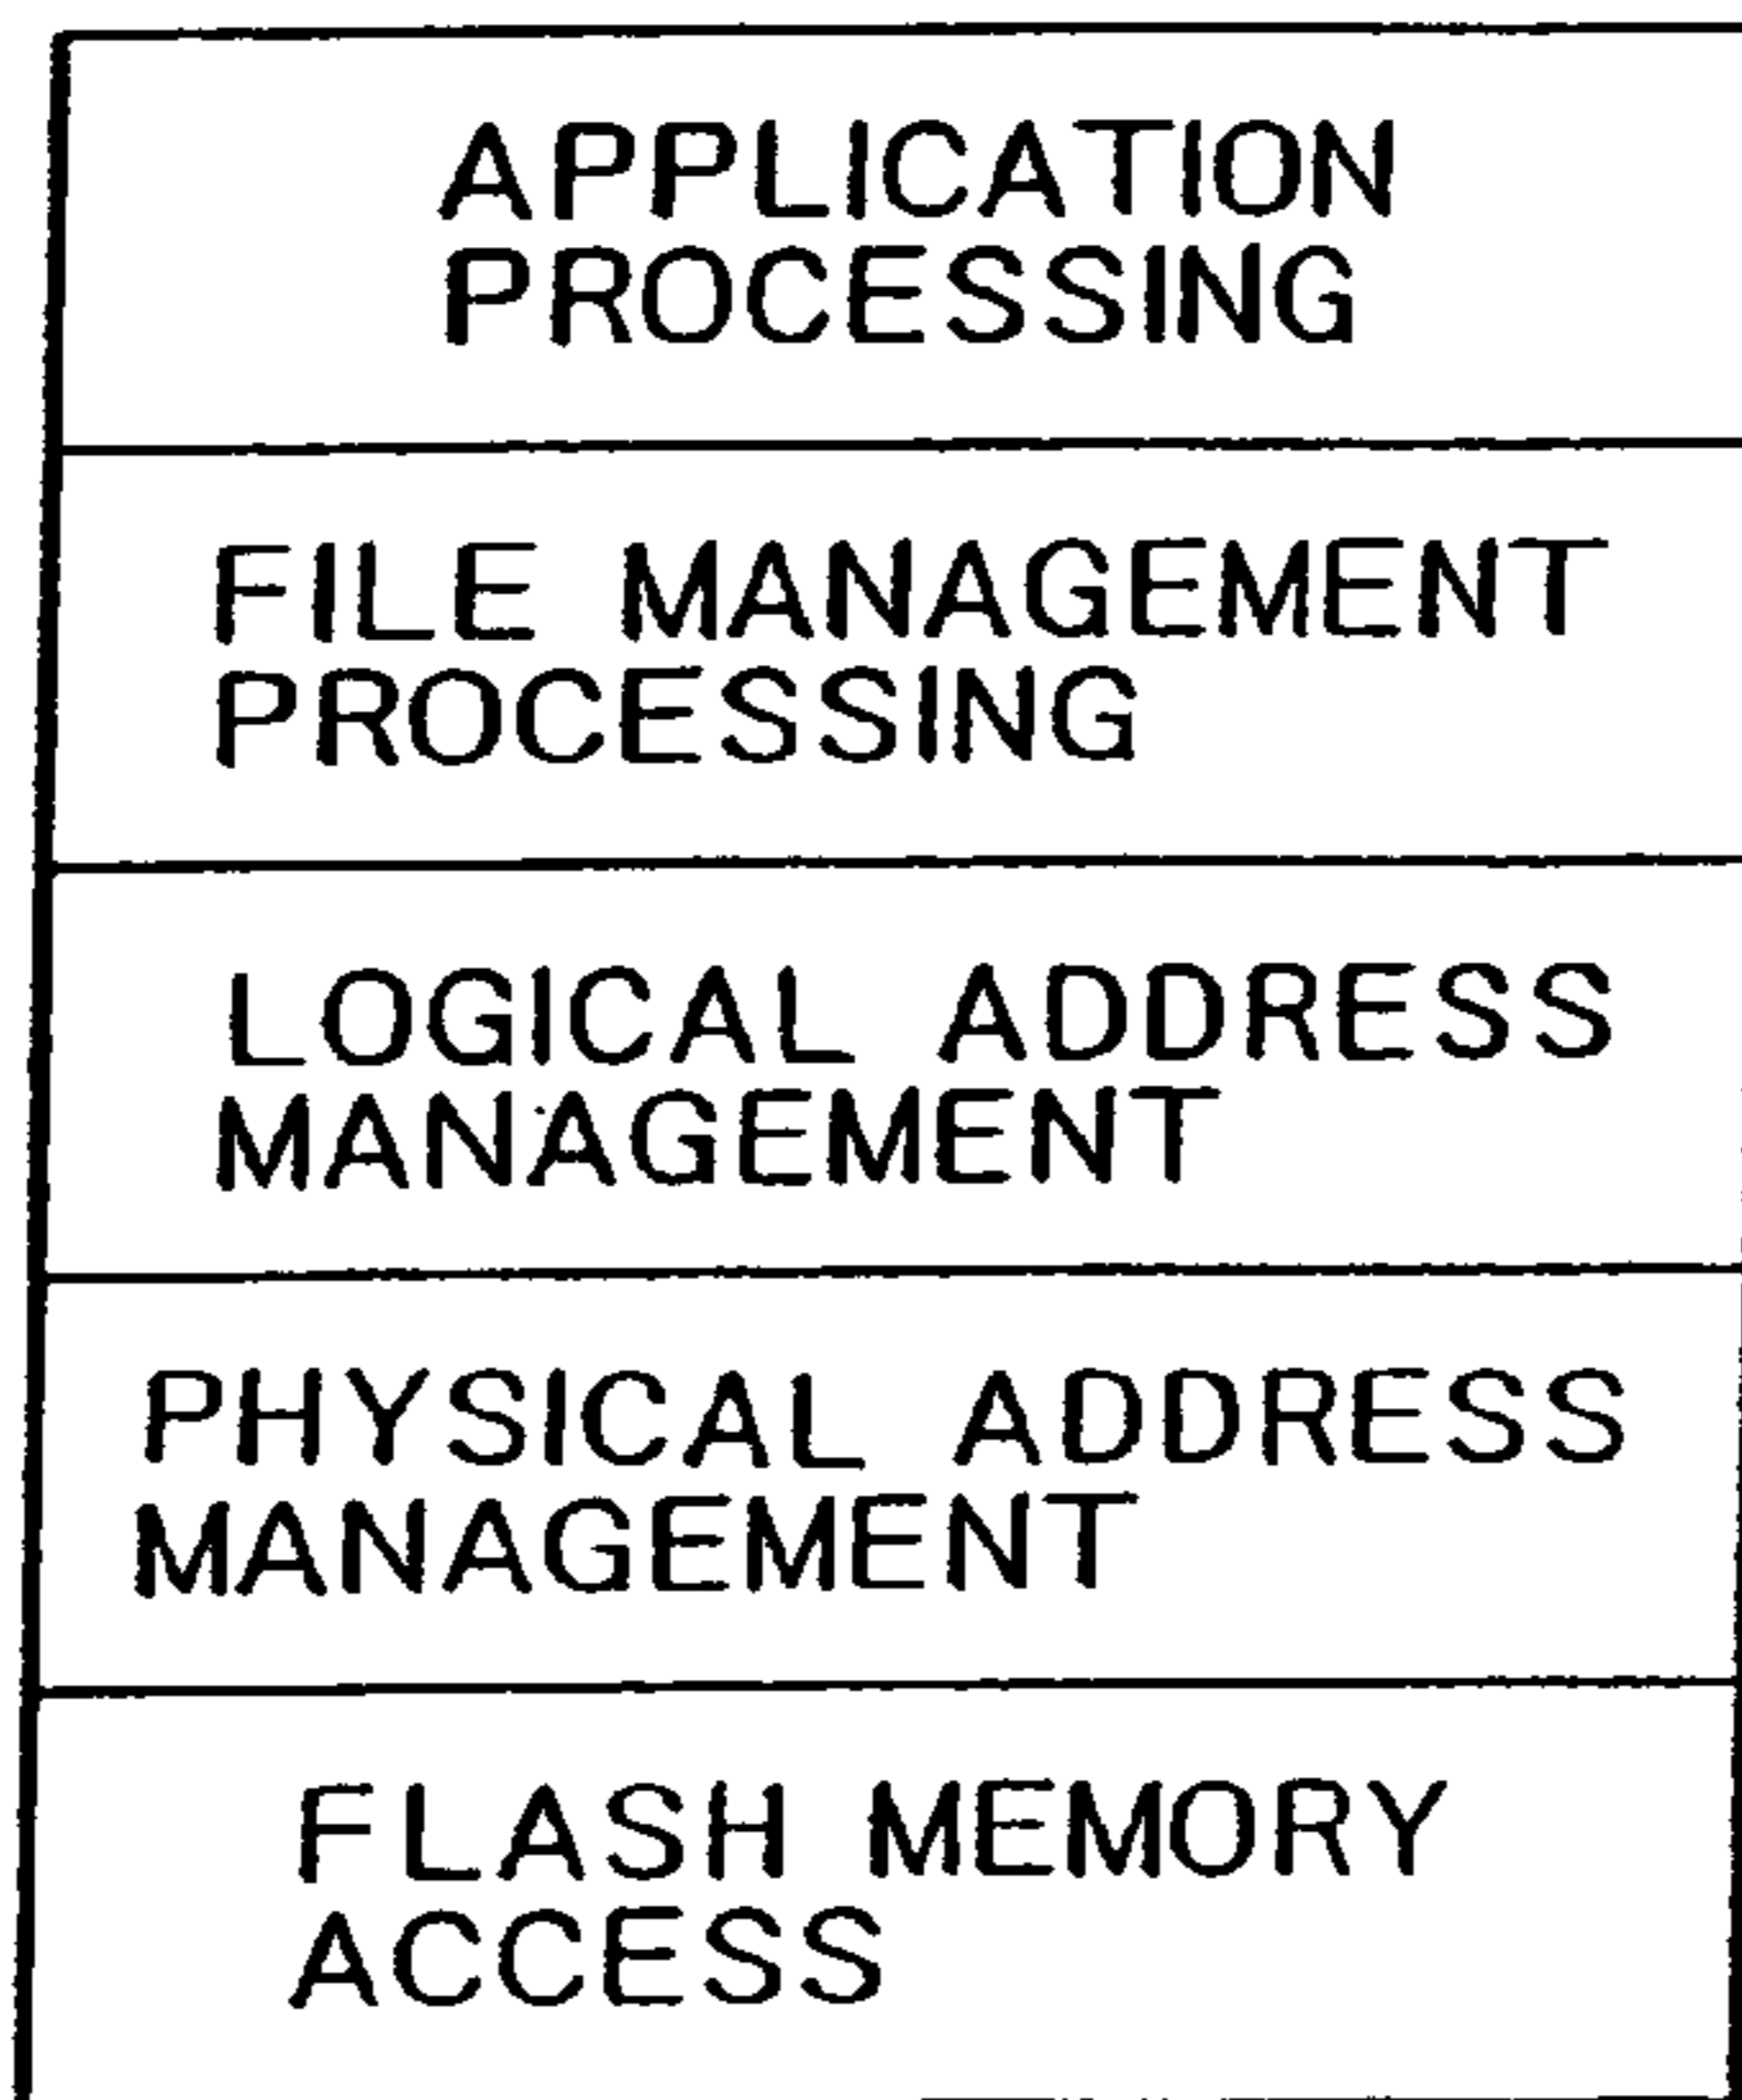 APPLICATION
PROCESSING
FILE MANAGEMENT
PROCESSING
LOGICAL ADDRESS
MANAGEMENT
PHYSICAL ADDRESS
MANAGEMENT
FLASH MEMORY
ACCESS